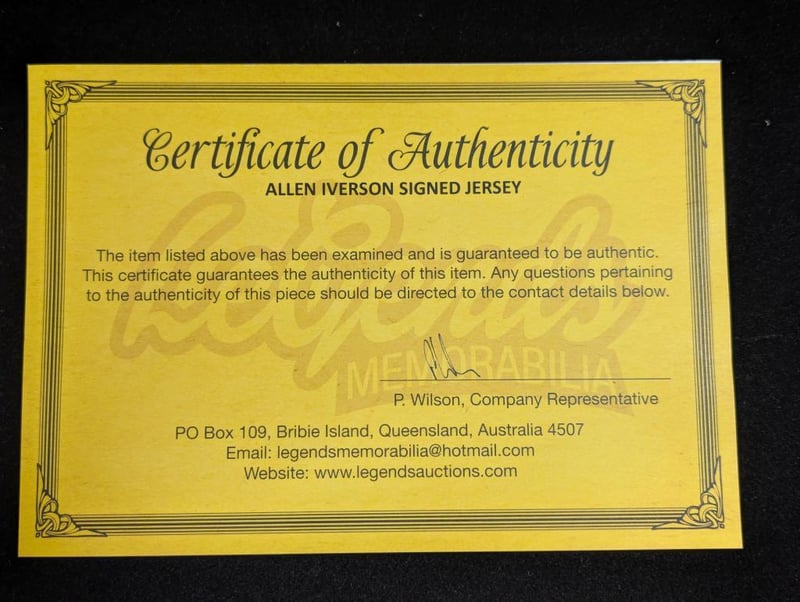 Certificate of Authenticity
ALLEN IVERSON SIGNED JERSEY
The item listed above has been examined and is guaranteed to be authentic.
This certificate guarantees the authenticity of this item. Any questions pertaining
to the authenticity of this piece should be directed to the contact details below.
Legends
MEMORABILIA
P. Wilson, Company Representative
PO Box 109, Bribie Island, Queensland, Australia 4507
Email: legendsmemorabilia@hotmail.com
Website: www.legendsauctions.com